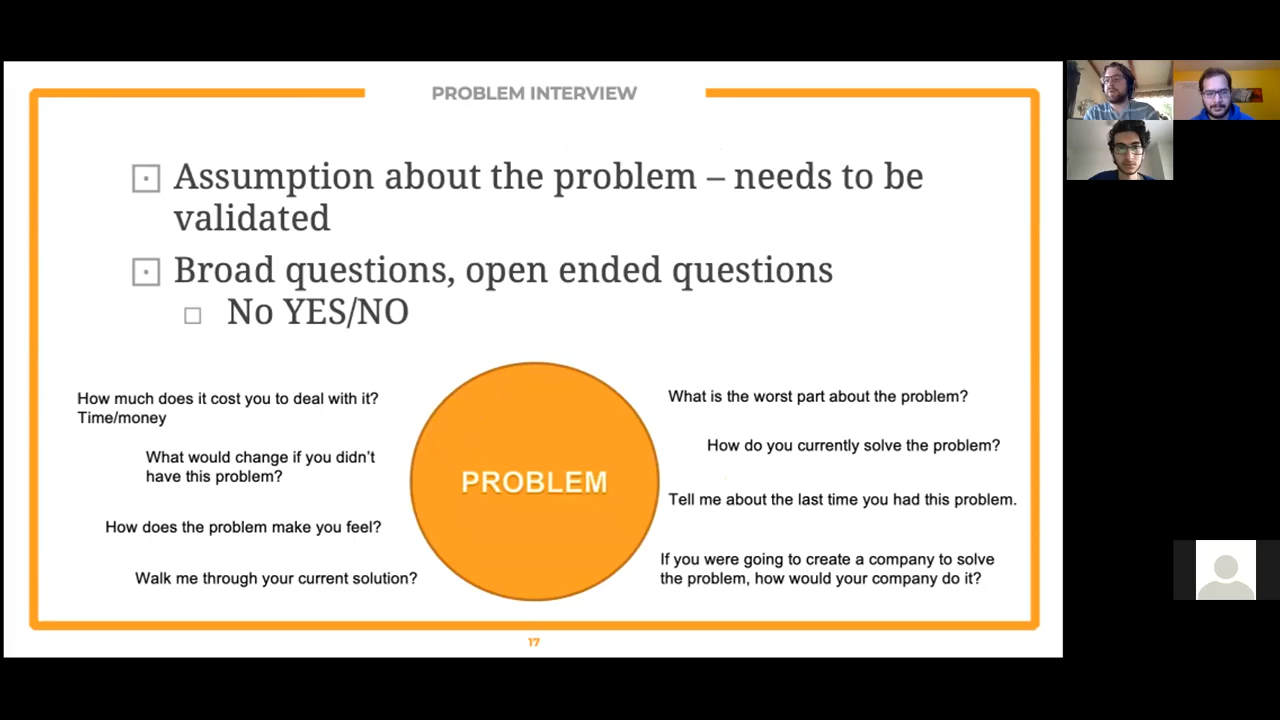 PROBLEM INTERVIEW
Assumption about the problem – needs to be
validated
Broad questions, open ended questions
No YES/NO
How much does it cost you to deal with it?
Time/money
What would change if you didn't
have this problem?
How does the problem make you feel?
Walk me through your current solution?
PROBLEM
What is the worst part about the problem?
How do you currently solve the problem?
Tell me about the last time you had this problem.
If you were going to create a company to solve
the problem, how would your company do it?
17